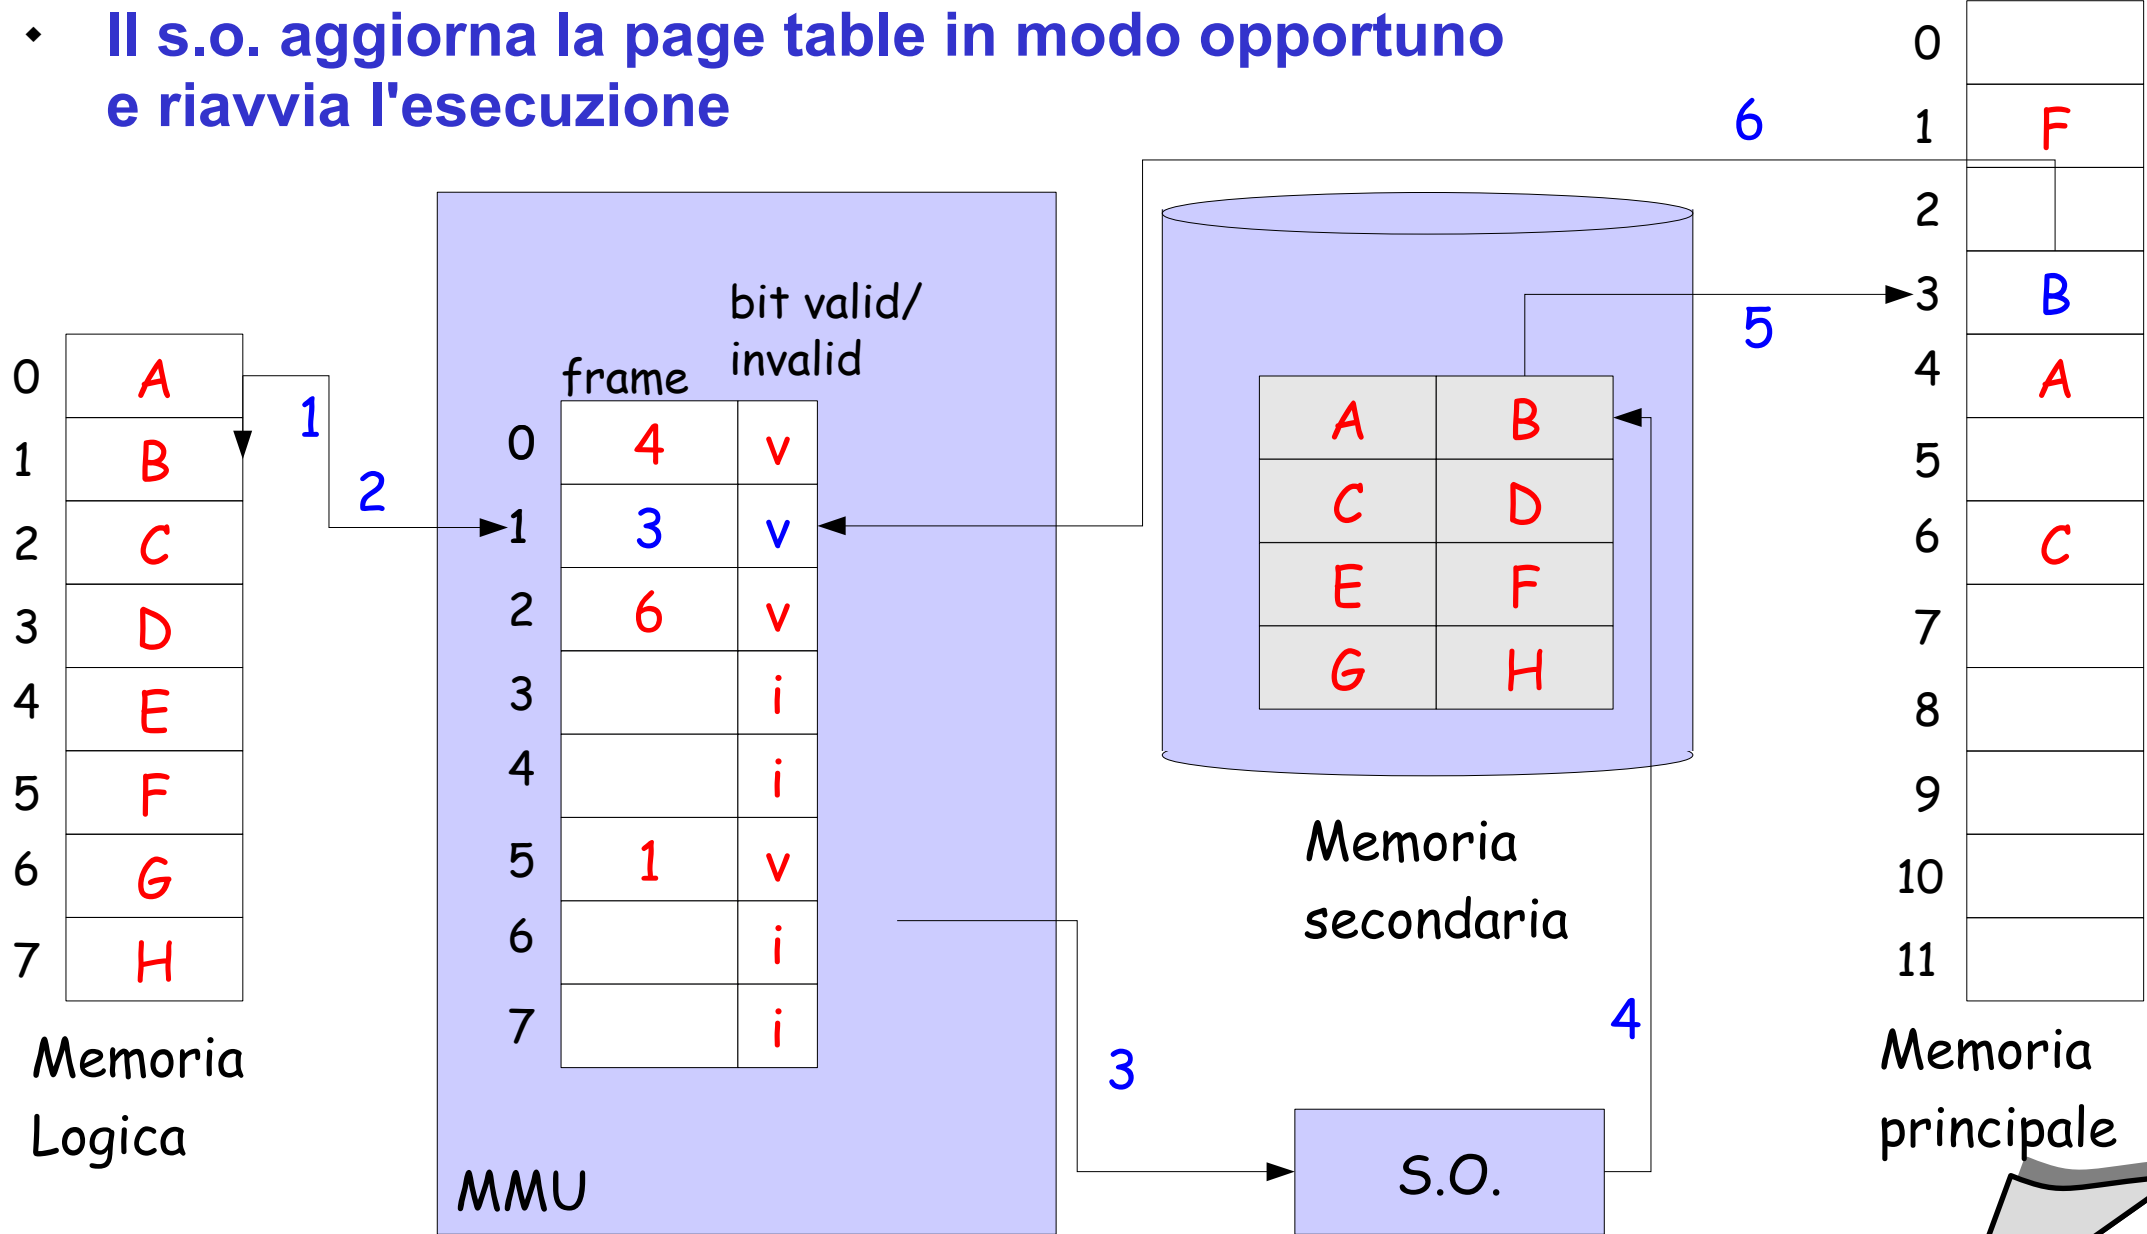 Il s.o. aggiorna la page table in modo opportuno
e riavvia l'esecuzione
0 A
1 B
2 C
3 D
4 E
5 F
6 G
7 H
Memoria
Logica
1
2
bit valid/
invalid
frame
0 4 v
1 3 v
2 6 v
3 i
4 i
5 1 v
6 i
7 i
MMU
3
S.O.
4
A B
C D
E F
G H
Memoria
secondaria
5
6
0
1 F
2
3 B
4 A
5
6 C
7
8
9
10
11
Memoria
principale